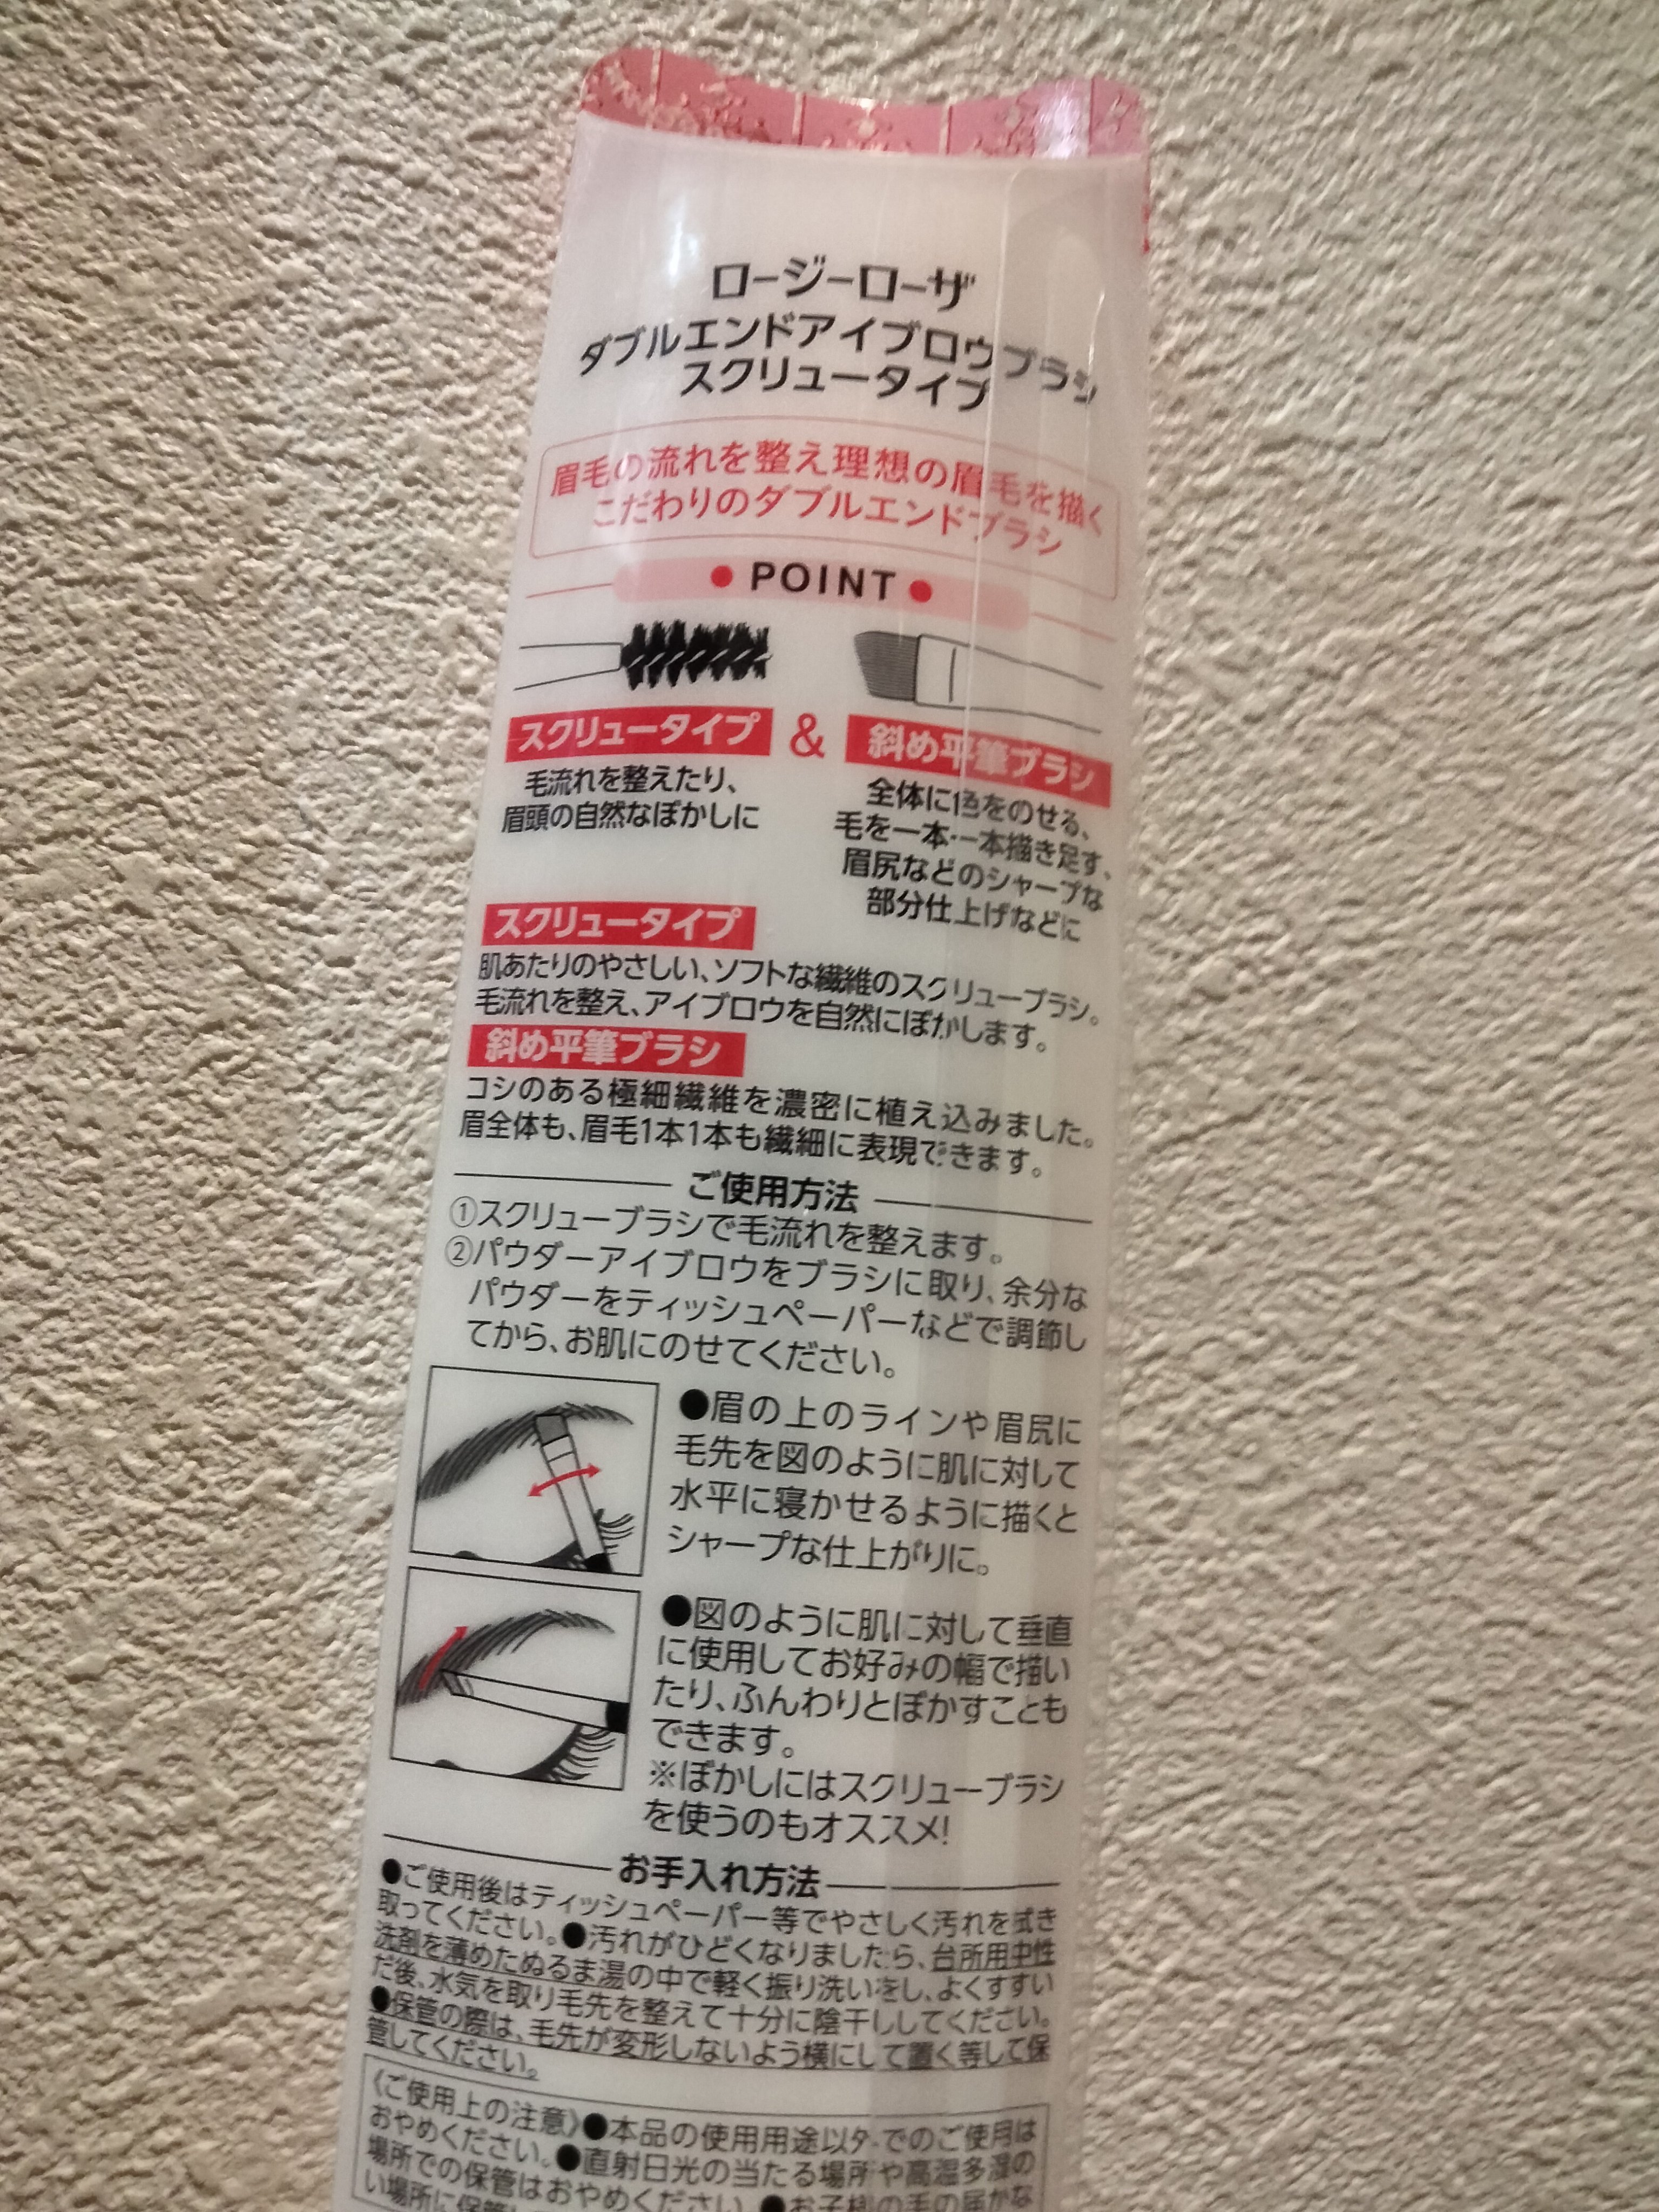 ロージーローザ
ダブルエンドアイブロウブラシ
スクリュータイプ
眉毛の流れを整え理想の眉毛を描く
こだわりのダブルエンドブラシ
●POINT●
スクリュータイプ & 斜め平筆ブラシ
毛流れを整えたり、
眉頭の自然なぼかしに
全体に色をのせる、
毛を一本一本描き足す、
眉尻などのシャープな
部分仕上げなどに
スクリュータイプ
肌あたりのやさしい、ソフトな繊維のスクリューブラシ。
毛流れを整え、アイブロウを自然にぼかします。
斜め平筆ブラシ
コシのある極細繊維を濃密に植え込みました。
眉全体も、眉毛1本1本も繊細に表現できます。
ご使用方法
①スクリューブラシで毛流れを整えます。
②パウダーアイブロウをブラシに取り、余分な
パウダーをティッシュペーパーなどで調節し
てから、お肌にのせてください。
●眉の上のラインや眉尻に
毛先を図のように肌に対して
水平に寝かせるように描くと
シャープな仕上がりに。
●図のように肌に対して垂直
に使用してお好みの幅で描い
たり、ふんわりとぼかすことも
できます。
※ぼかしにはスクリューブラシ
を使うのもオススメ!
お手入れ方法
●ご使用後はティッシュペーパー等でやさしく汚れを拭き
取ってください。●汚れがひどくなりましたら、台所用中性
洗剤を薄めたぬるま湯の中で軽く振り洗いをし、よくすすい
だ後、水気を取り毛先を整えて十分に陰干ししてください。
●保管の際は、毛先が変形しないよう横にして置く等して保
管してください。
《ご使用上の注意》●本品の使用用途以外でのご使用は
おやめください。●直射日光の当たる場所や高温多湿の
場所での保管はおやめください。●お子様の手の届かな
い場所に保管し